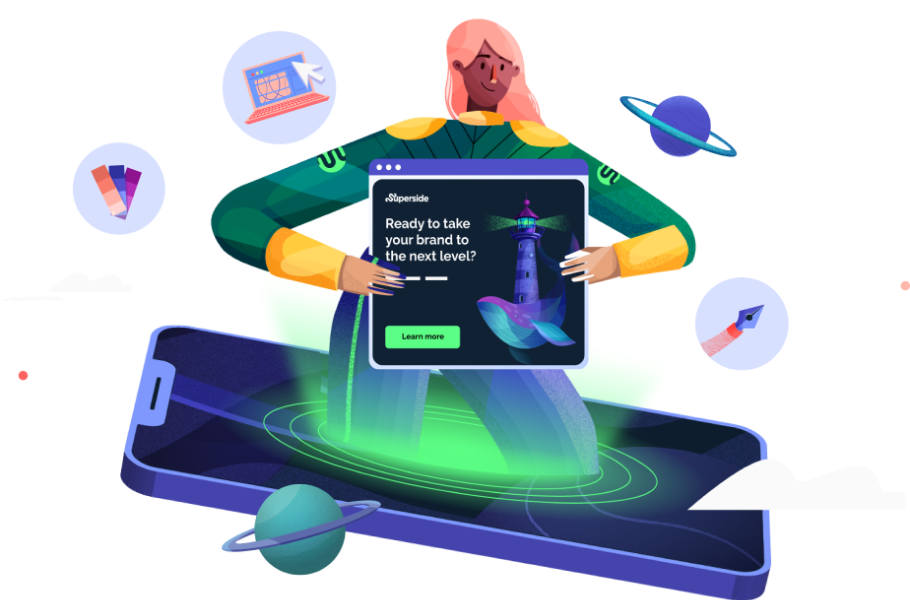 Superside
Ready to take
your brand to
the next level?
Learn more